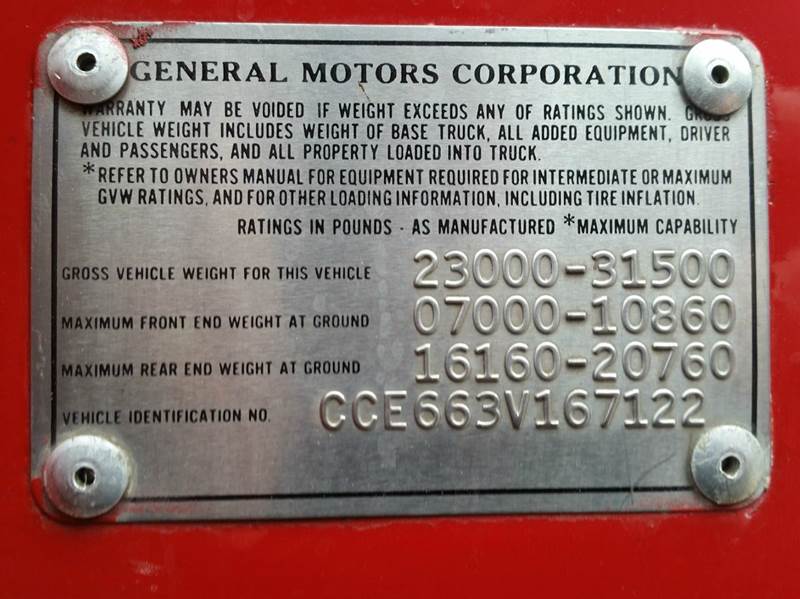 GENERAL MOTORS CORPORATION
WARRANTY MAY BE VOIDED IF WEIGHT EXCEEDS ANY OF RATINGS SHOWN. GROSS
VEHICLE WEIGHT INCLUDES WEIGHT OF BASE TRUCK, ALL ADDED EQUIPMENT, DRIVER
AND PASSENGERS, AND ALL PROPERTY LOADED INTO TRUCK.
*REFER TO OWNERS MANUAL FOR EQUIPMENT REQUIRED FOR INTERMEDIATE OR MAXIMUM
GVW RATINGS, AND FOR OTHER LOADING INFORMATION, INCLUDING TIRE INFLATION.
RATINGS IN POUNDS - AS MANUFACTURED *MAXIMUM CAPABILITY
GROSS VEHICLE WEIGHT FOR THIS VEHICLE 23000-31500
MAXIMUM FRONT END WEIGHT AT GROUND 07000-10860
MAXIMUM REAR END WEIGHT AT GROUND 16160-20760
VEHICLE IDENTIFICATION NO. CCE663V167122